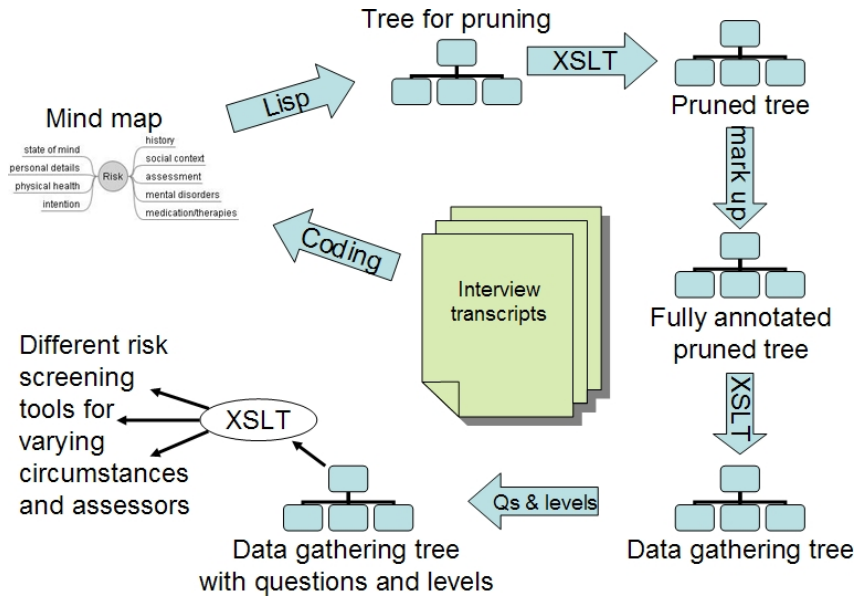 Tree for pruning
XSLT
Lisp
Pruned tree
Mind map
state of mind
personal details
physical health
intention
Risk
history
social context
assessment
mental disorders
medication/therapies
mark up
Coding
Interview
transcripts
Fully annotated
pruned tree
XSLT
Different risk
screening
tools for
varying
circumstances
and assessors
XSLT
Qs & levels
Data gathering tree
with questions and levels
Data gathering tree